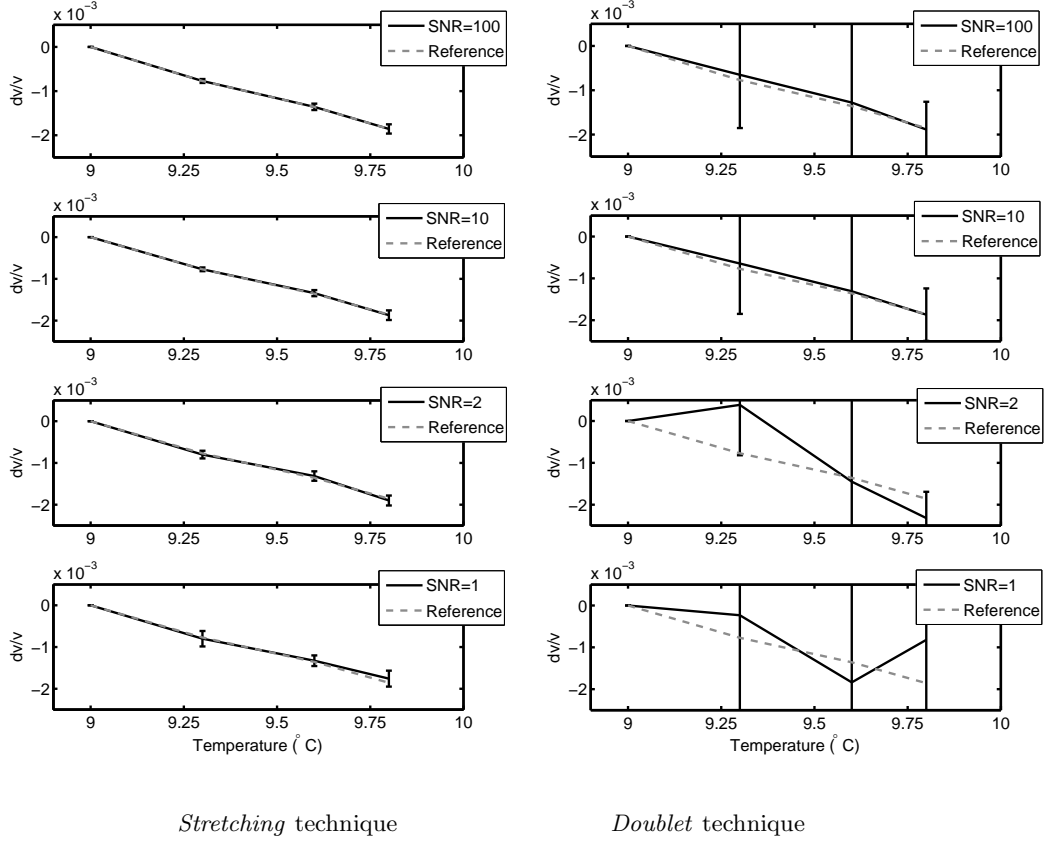 x 10⁻³
SNR=100
Reference
0
−1
−2
dv/v
9
9.25
9.5
9.75
10
x 10⁻³
SNR=100
Reference
0
−1
−2
dv/v
9
9.25
9.5
9.75
10
x 10⁻³
SNR=10
Reference
0
−1
−2
dv/v
9
9.25
9.5
9.75
10
x 10⁻³
SNR=10
Reference
0
−1
−2
dv/v
9
9.25
9.5
9.75
10
x 10⁻³
SNR=2
Reference
0
−1
−2
dv/v
9
9.25
9.5
9.75
10
x 10⁻³
SNR=2
Reference
0
−1
−2
dv/v
9
9.25
9.5
9.75
10
x 10⁻³
SNR=1
Reference
0
−1
−2
dv/v
9
9.25
9.5
9.75
10
Temperature (° C)
x 10⁻³
SNR=1
Reference
0
−1
−2
dv/v
9
9.25
9.5
9.75
10
Temperature (° C)
Stretching technique
Doublet technique